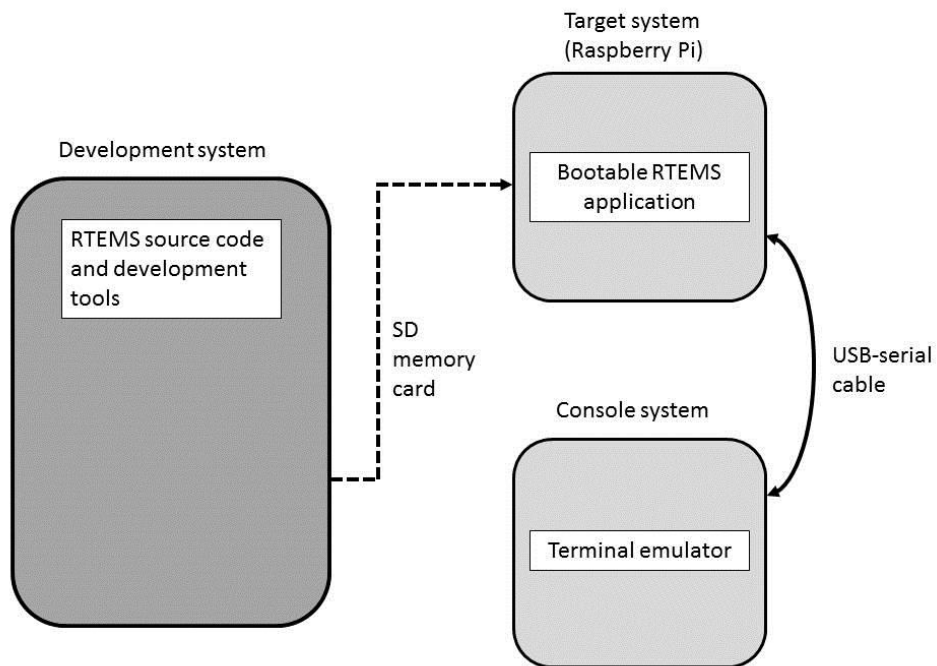 Target system
(Raspberry Pi)
Development system
Bootable RTEMS
application
RTEMS source code
and development
tools
SD
memory
card
USB-serial
cable
Console system
Terminal emulator